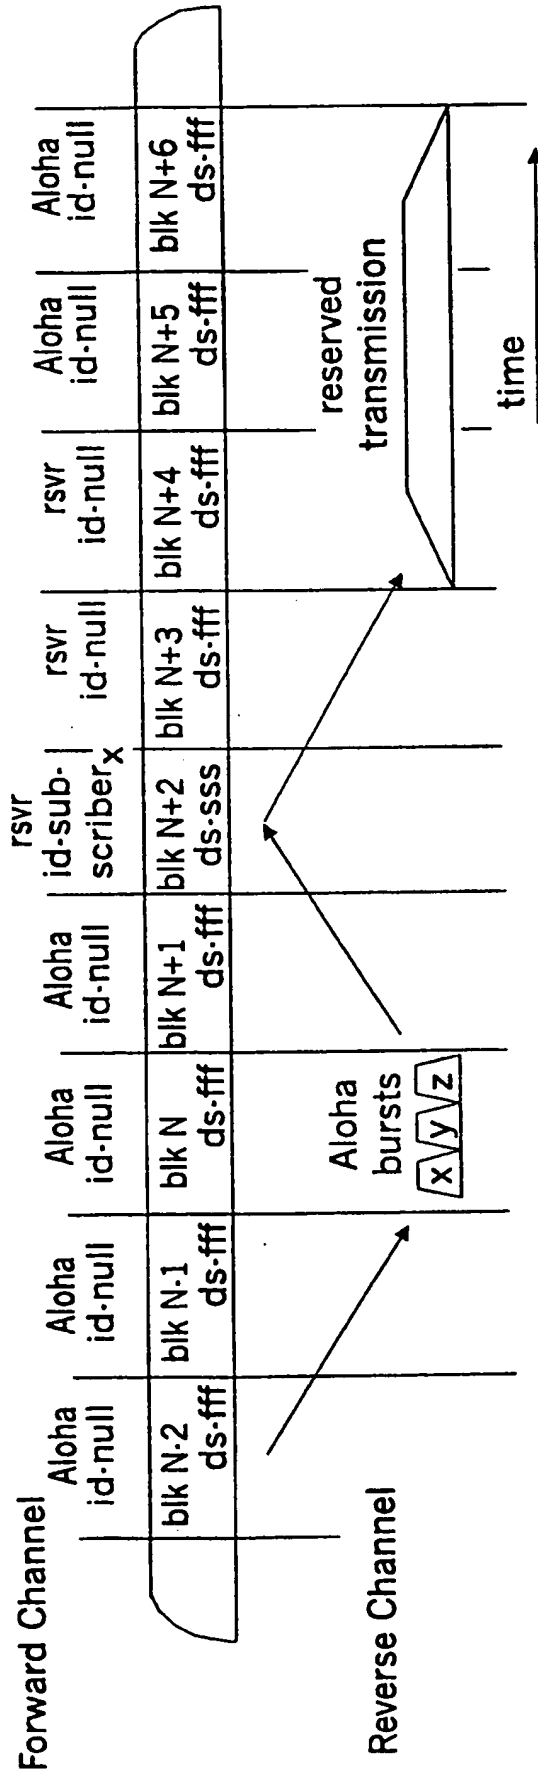 Forward Channel
Aloha
id-null
Aloha
id-null
Aloha
id-null
Aloha
id-null
rsvr
id-sub-
scriber x
rsvr
id-null
rsvr
id-null
Aloha
id-null
Aloha
id-null
blk N-2
ds-fff
blk N-1
ds-fff
blk N
ds-fff
blk N+1
ds-fff
blk N+2
ds-sss
blk N+3
ds-fff
blk N+4
ds-fff
blk N+5
ds-fff
blk N+6
ds-fff
Reverse Channel
Aloha
bursts
x y z
reserved
transmission
time